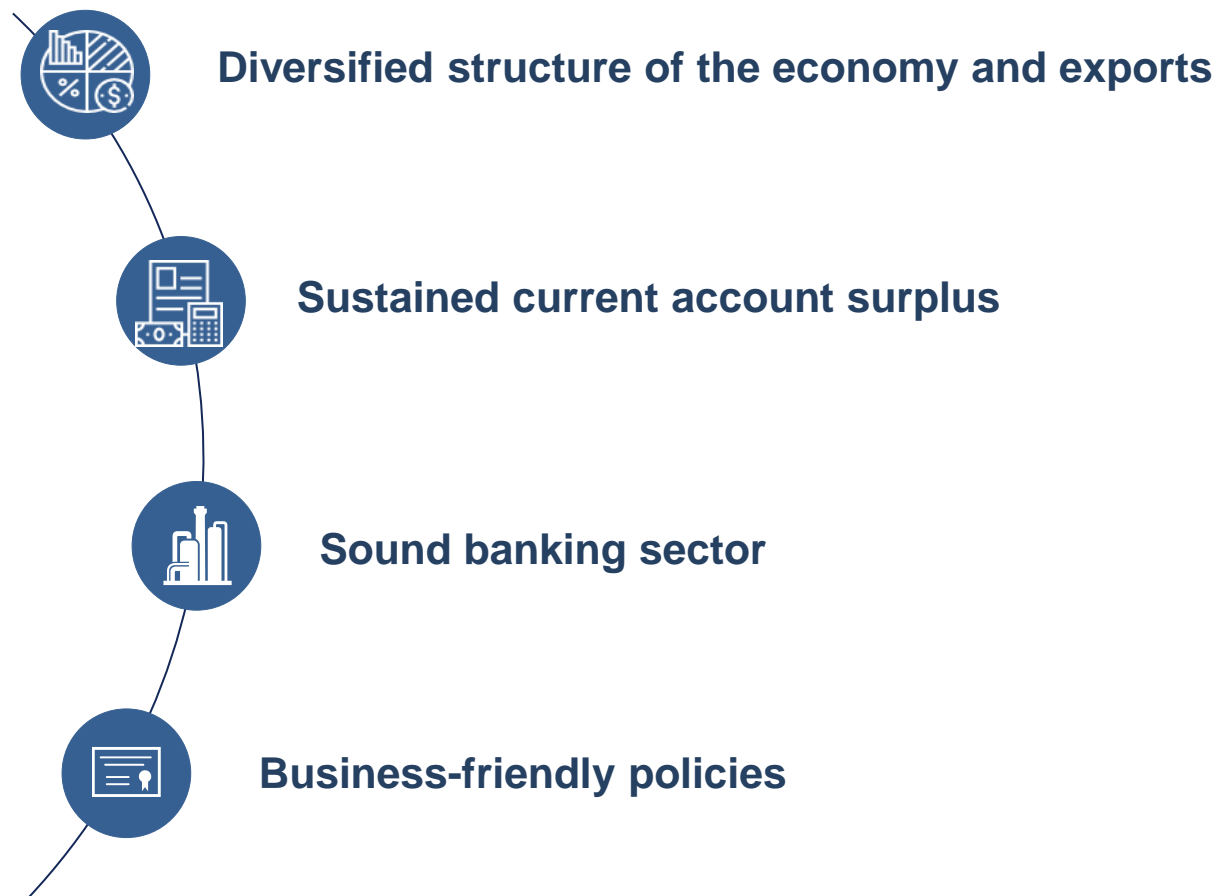 %
$
Diversified structure of the economy and exports
Sustained current account surplus
Sound banking sector
Business-friendly policies